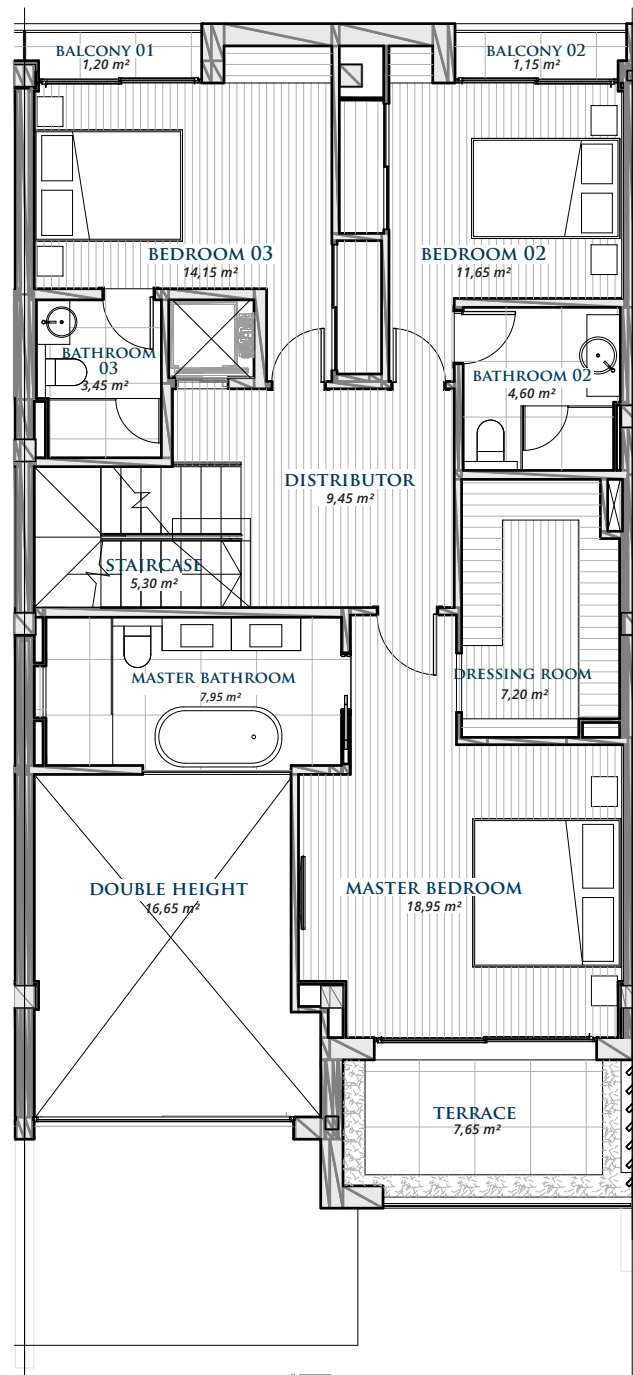 BALCONY 01
1,20 m²
BALCONY 02
1,15 m²
BEDROOM 03
14,15 m²
BEDROOM 02
11,65 m²
BATHROOM
03
3,45 m²
BATHROOM 02
4,60 m²
DISTRIBUTOR
9,45 m²
STAIRCASE
5,30 m²
MASTER BATHROOM
7,95 m²
DRESSING ROOM
7,20 m²
DOUBLE HEIGHT
16,65 m²
MASTER BEDROOM
18,95 m²
TERRACE
7,65 m²